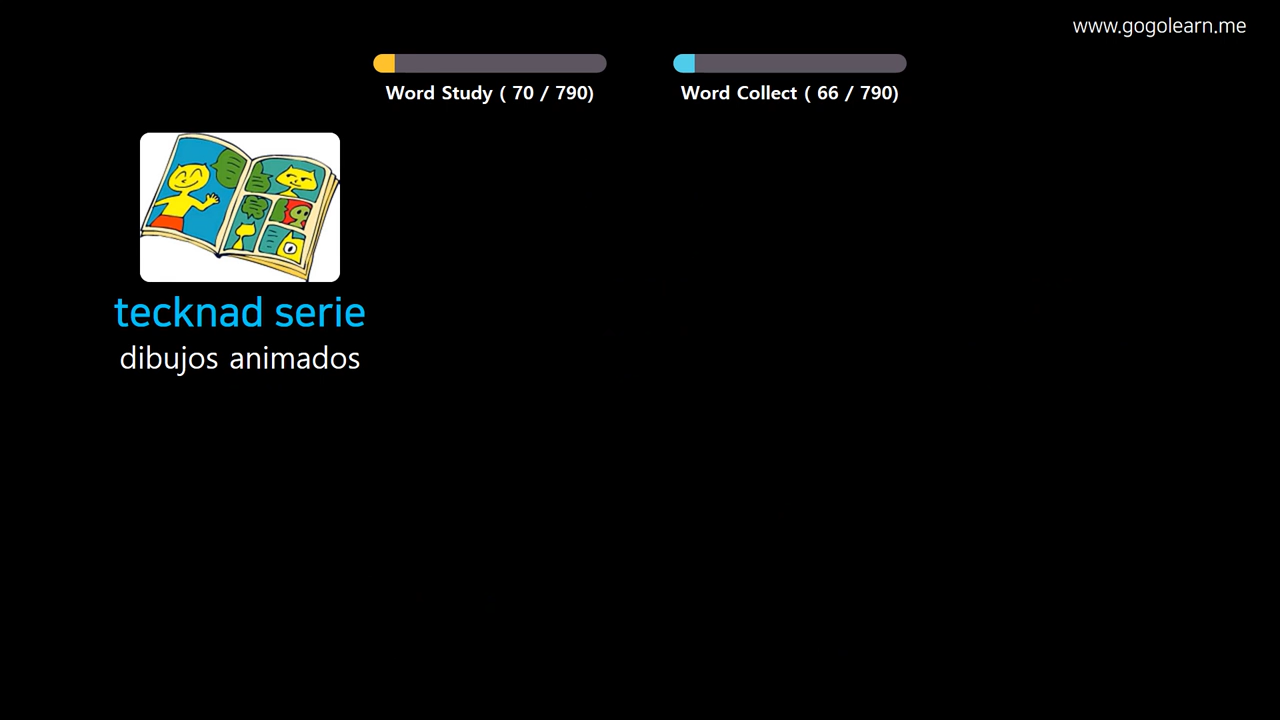 www.gogolearn.me
Word Study ( 70 / 790)
Word Collect ( 66 / 790)
tecknad serie
dibujos animados